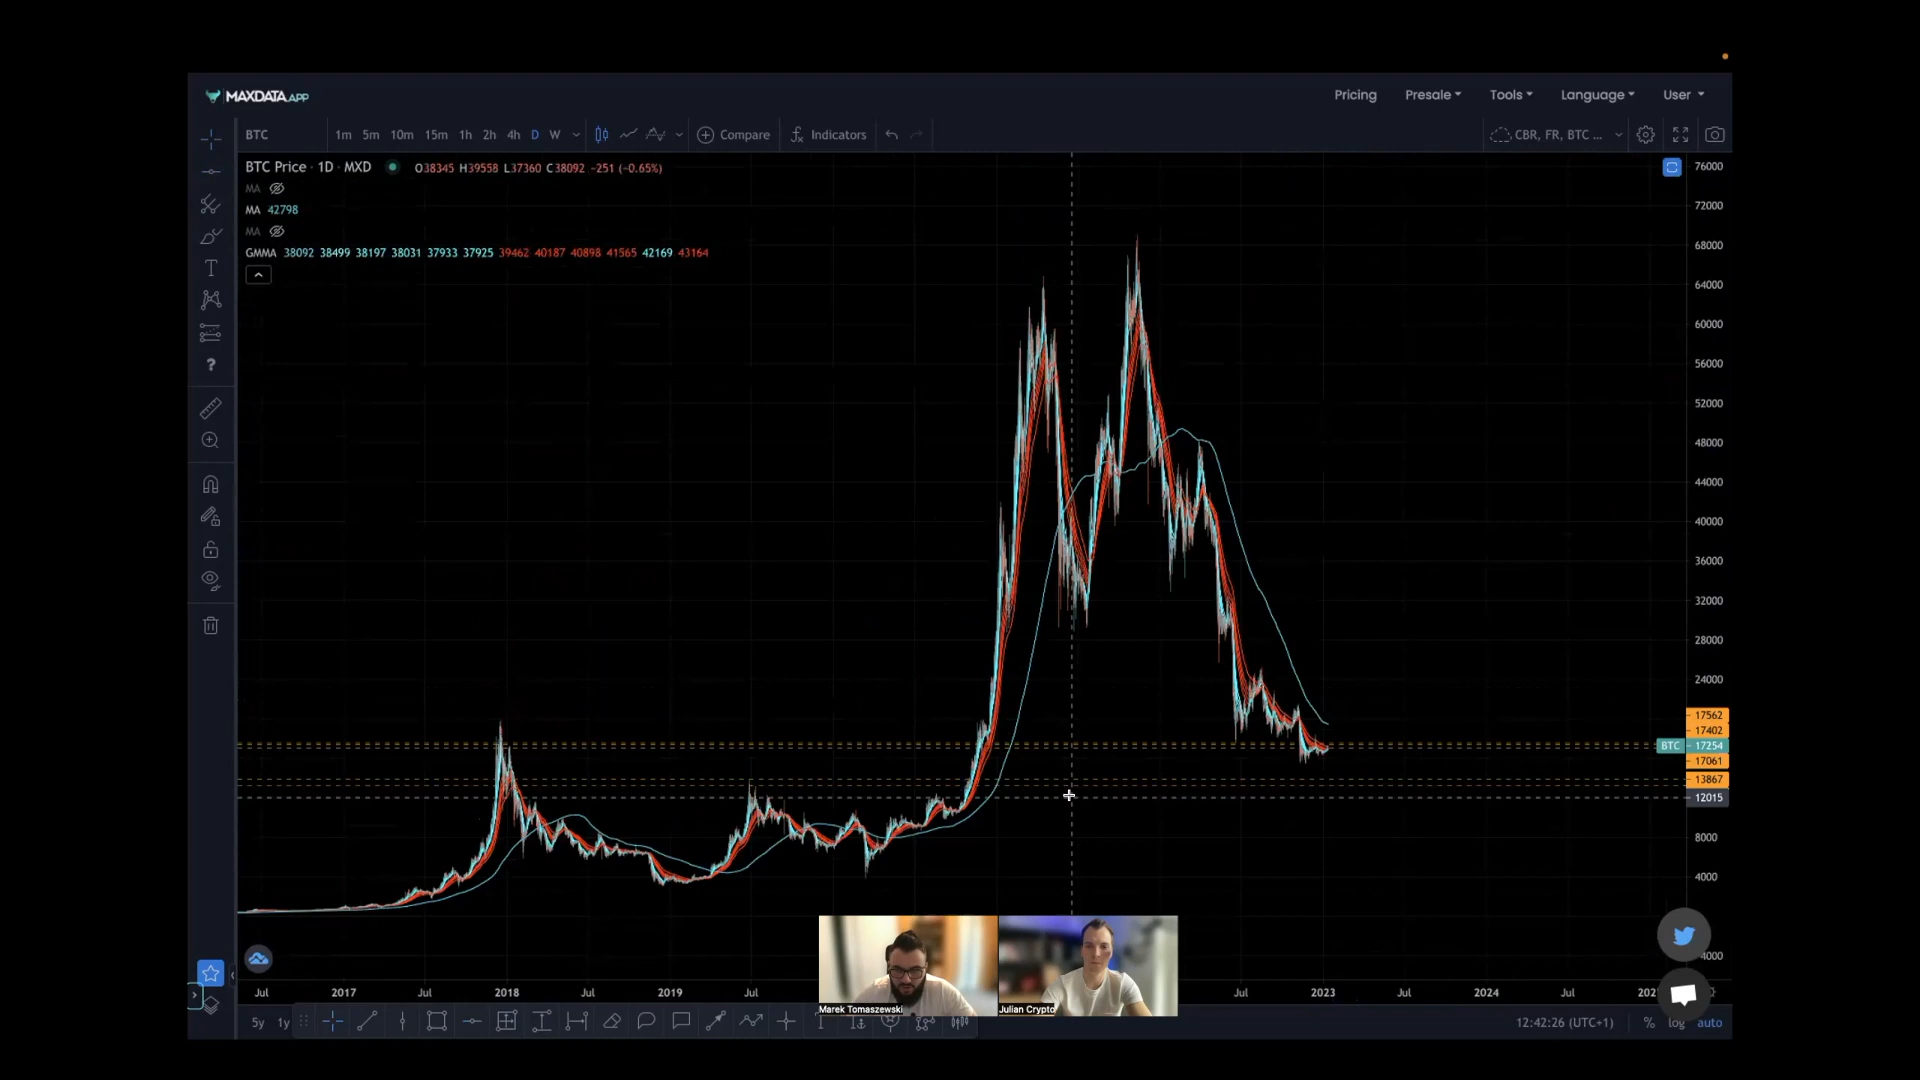 MAXDATA.APP
Pricing Presale Tools Language User
BTC 1m 5m 10m 15m 1h 2h 4h D W Compare Indicators CBR, FR, BTC ...
BTC Price · 1D · MXD O38345 H39558 L37360 C38092 −251 (−0.65%)
MA
MA 42798
MA
GMMA 38092 38499 38197 38031 37933 37925 39462 40187 40898 41565 42169 43164
76000
72000
68000
64000
60000
56000
52000
48000
44000
40000
36000
32000
28000
24000
17562
17402
BTC 17254
17061
13867
12015
8000
4000
4000
Jul 2017 Jul 2018 Jul 2019 Jul Jul 2023 Jul 2024 Jul
Marek Tomaszewski Julian Crypto
5y 1y 12:42:26 (UTC+1) % log auto